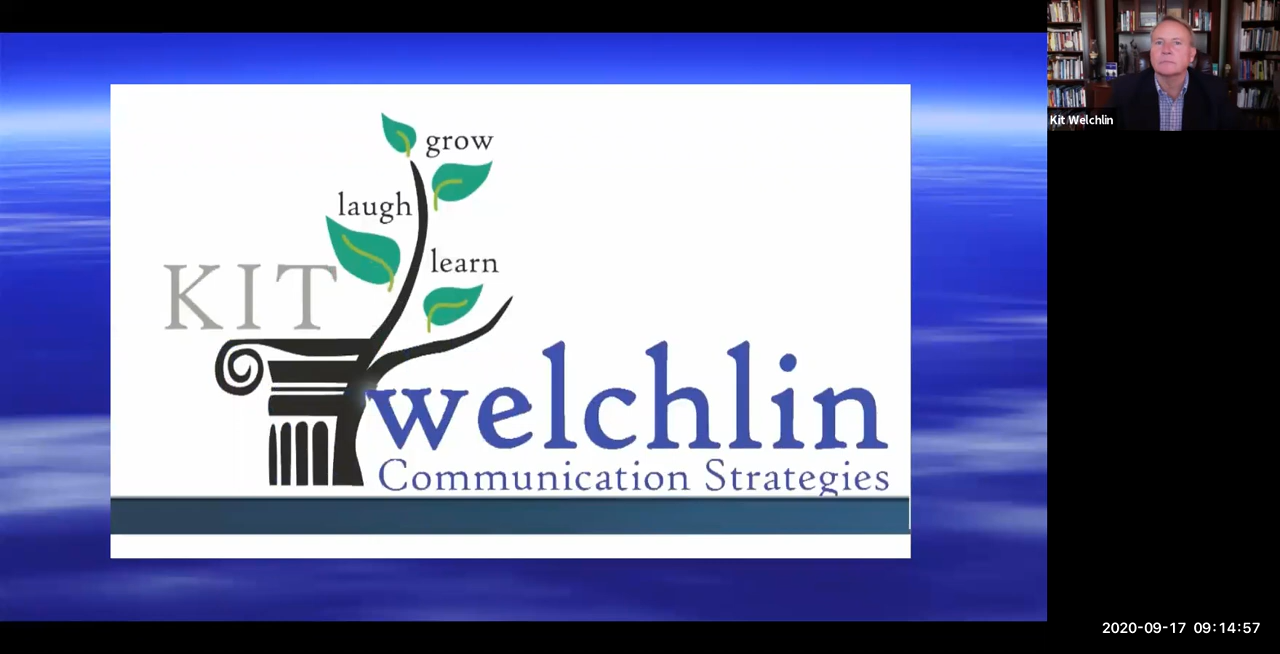 grow
laugh
learn
KIT
welchlin
Communication Strategies
Kit Welchlin
2020-09-17 09:14:57